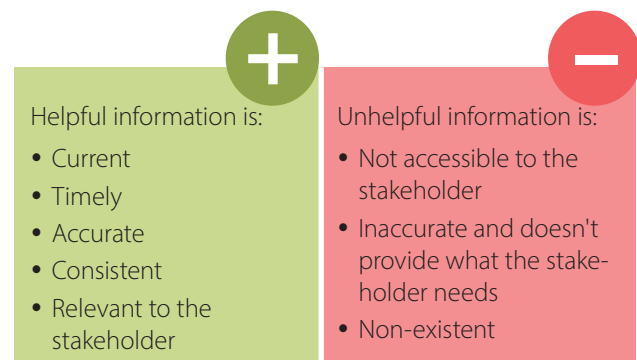 Helpful information is:
• Current
• Timely
• Accurate
• Consistent
• Relevant to the
stakeholder
Unhelpful information is:
• Not accessible to the
stakeholder
• Inaccurate and doesn't
provide what the stake-
holder needs
• Non-existent